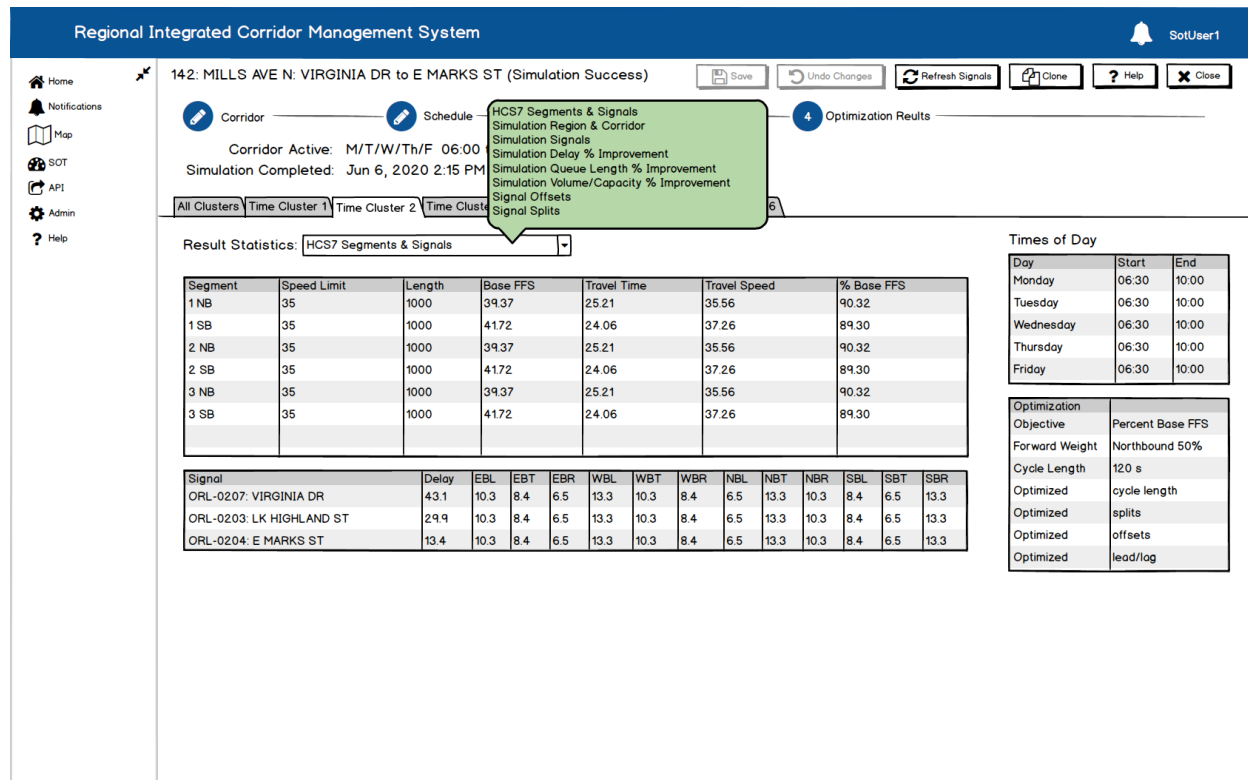 Regional Integrated Corridor Management System
SotUser1
Home
Notifications
Map
SOT
API
Admin
Help
142: MILLS AVE N: VIRGINIA DR to E MARKS ST (Simulation Success)
Save
Undo Changes
Refresh Signals
Clone
? Help
Close
Corridor
Schedule
4
Optimization Reults
Corridor Active: M/T/W/Th/F 06:00
Simulation Completed: Jun 6, 2020 2:15 PM
HCS7 Segments & Signals
Simulation Region & Corridor
Simulation Signals
Simulation Delay % Improvement
Simulation Queue Length % Improvement
Simulation Volume/Capacity % Improvement
Signal Offsets
Signal Splits
All Clusters Time Cluster 1 Time Cluster 2 Time 6
Result Statistics: HCS7 Segments & Signals
Segment Speed Limit Length Base FFS Travel Time Travel Speed % Base FFS
1 NB 35 1000 39.37 25.21 35.56 90.32
1 SB 35 1000 41.72 24.06 37.26 89.30
2 NB 35 1000 39.37 25.21 35.56 90.32
2 SB 35 1000 41.72 24.06 37.26 89.30
3 NB 35 1000 39.37 25.21 35.56 90.32
3 SB 35 1000 41.72 24.06 37.26 89.30
Signal Delay EBL EBT EBR WBL WBT WBR NBL NBT NBR SBL SBT SBR
ORL-0207: VIRGINIA DR 43.1 10.3 8.4 6.5 13.3 10.3 8.4 6.5 13.3 10.3 8.4 6.5 13.3
ORL-0203: LK HIGHLAND ST 29.9 10.3 8.4 6.5 13.3 10.3 8.4 6.5 13.3 10.3 8.4 6.5 13.3
ORL-0204: E MARKS ST 13.4 10.3 8.4 6.5 13.3 10.3 8.4 6.5 13.3 10.3 8.4 6.5 13.3
Times of Day
Day Start End
Monday 06:30 10:00
Tuesday 06:30 10:00
Wednesday 06:30 10:00
Thursday 06:30 10:00
Friday 06:30 10:00
Optimization
Objective Percent Base FFS
Forward Weight Northbound 50%
Cycle Length 120 s
Optimized cycle length
Optimized splits
Optimized offsets
Optimized lead/lag